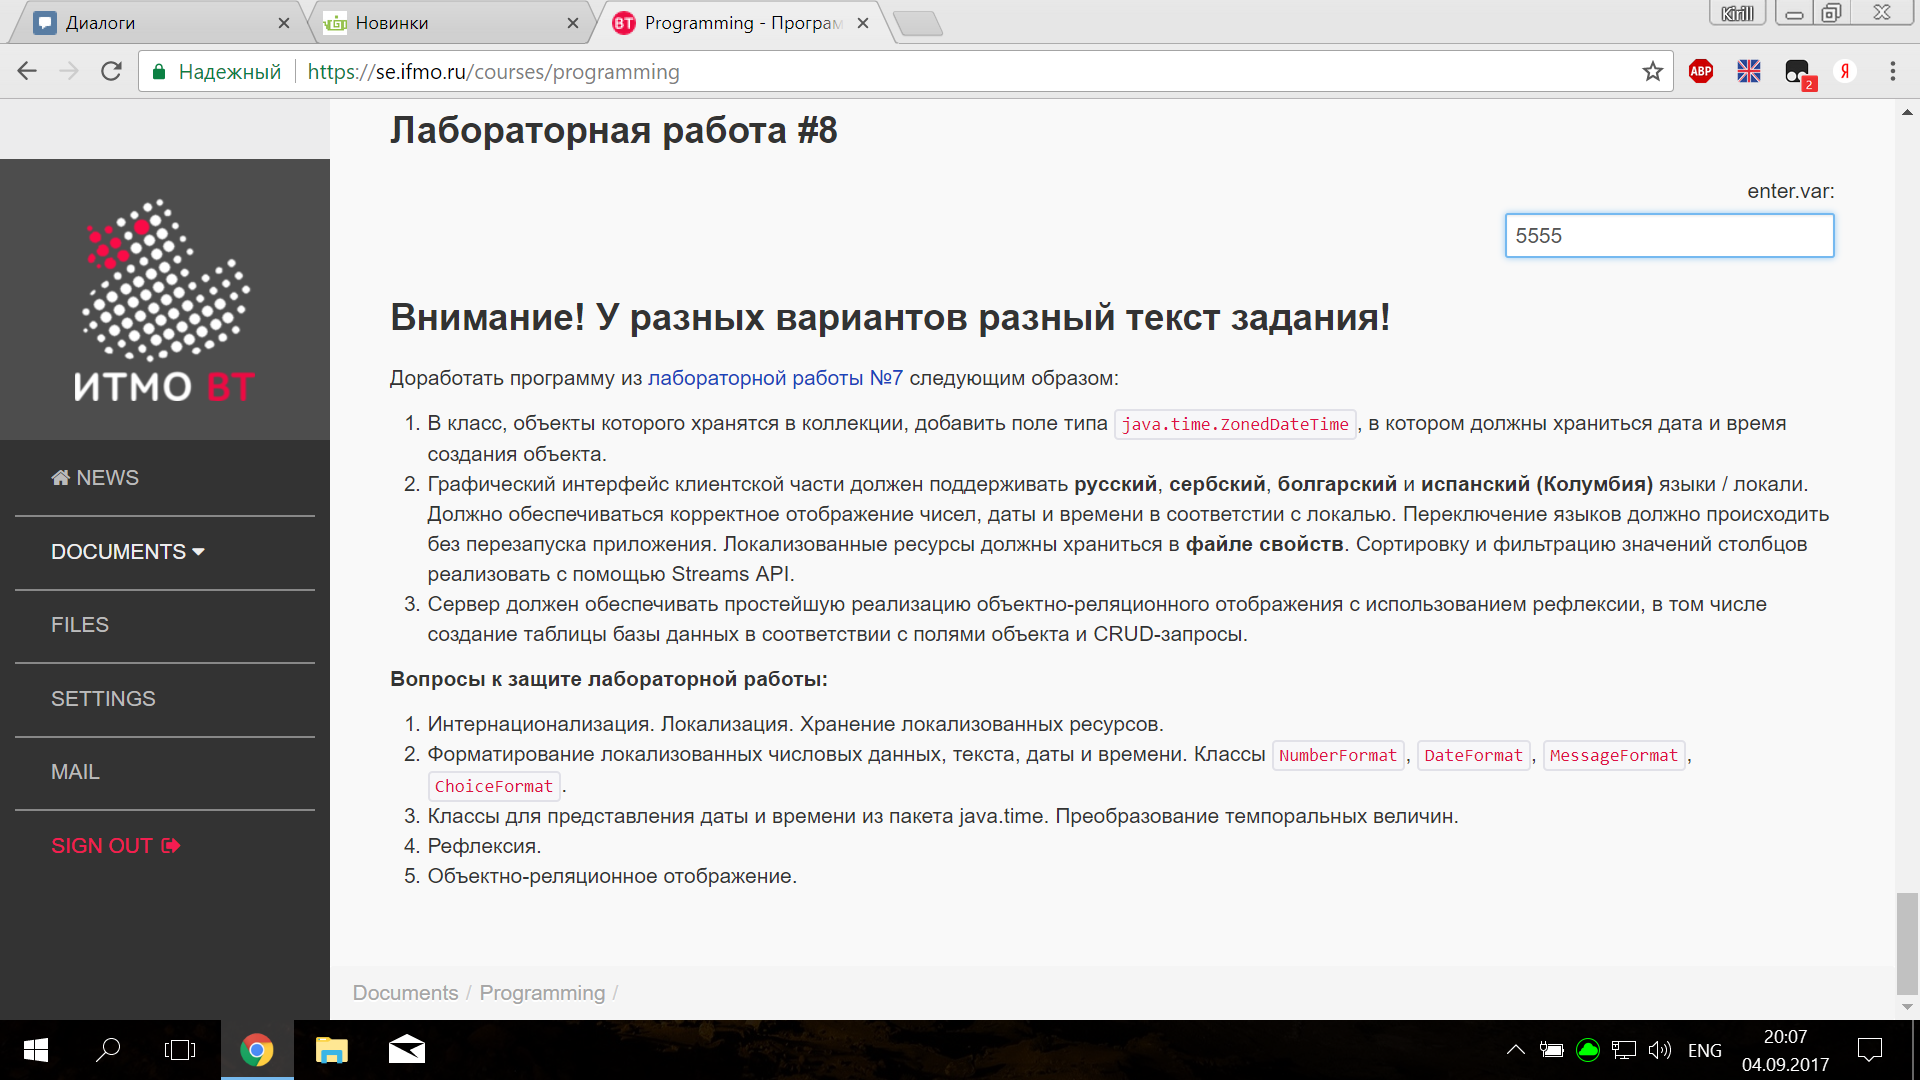 Диалоги
Новинки
Programming - Програм
Kirill
Надежный
https://se.ifmo.ru/courses/programming
ABP
2
Я
Лабораторная работа #8
enter.var:
5555
ИТМО ВТ
NEWS
DOCUMENTS
FILES
SETTINGS
MAIL
SIGN OUT
Внимание! У разных вариантов разный текст задания!
Доработать программу из лабораторной работы №7 следующим образом:
1. В класс, объекты которого хранятся в коллекции, добавить поле типа java.time.ZonedDateTime, в котором должны храниться дата и время
создания объекта.
2. Графический интерфейс клиентской части должен поддерживать русский, сербский, болгарский и испанский (Колумбия) языки / локали.
Должно обеспечиваться корректное отображение чисел, даты и времени в соответстии с локалью. Переключение языков должно происходить
без перезапуска приложения. Локализованные ресурсы должны храниться в файле свойств. Сортировку и фильтрацию значений столбцов
реализовать с помощью Streams API.
3. Сервер должен обеспечивать простейшую реализацию объектно-реляционного отображения с использованием рефлексии, в том числе
создание таблицы базы данных в соответствии с полями объекта и CRUD-запросы.
Вопросы к защите лабораторной работы:
1. Интернационализация. Локализация. Хранение локализованных ресурсов.
2. Форматирование локализованных числовых данных, текста, даты и времени. Классы NumberFormat, DateFormat, MessageFormat,
ChoiceFormat.
3. Классы для представления даты и времени из пакета java.time. Преобразование темпоральных величин.
4. Рефлексия.
5. Объектно-реляционное отображение.
Documents / Programming /
ENG
20:07
04.09.2017